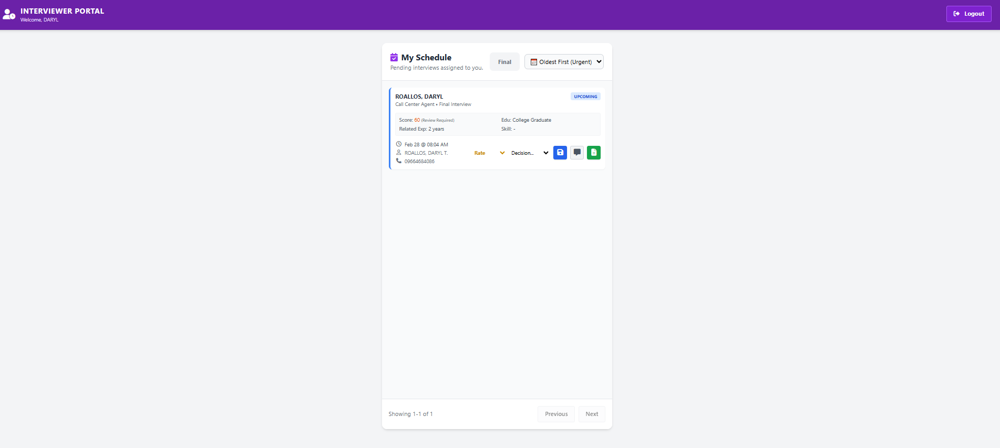 INTERVIEWER PORTAL
Welcome, DARYL
Logout
My Schedule
Pending interviews assigned to you.
Final
Oldest First (Urgent)
ROALLOS, DARYL
UPCOMING
Call Center Agent • Final Interview
Score: 60 (Review Required)
Edu: College Graduate
Related Exp: 2 years
Skill: -
Feb 28 @ 08:04 AM
ROALLOS, DARYL T.
09664684086
Rate
Decision...
Showing 1-1 of 1
Previous
Next